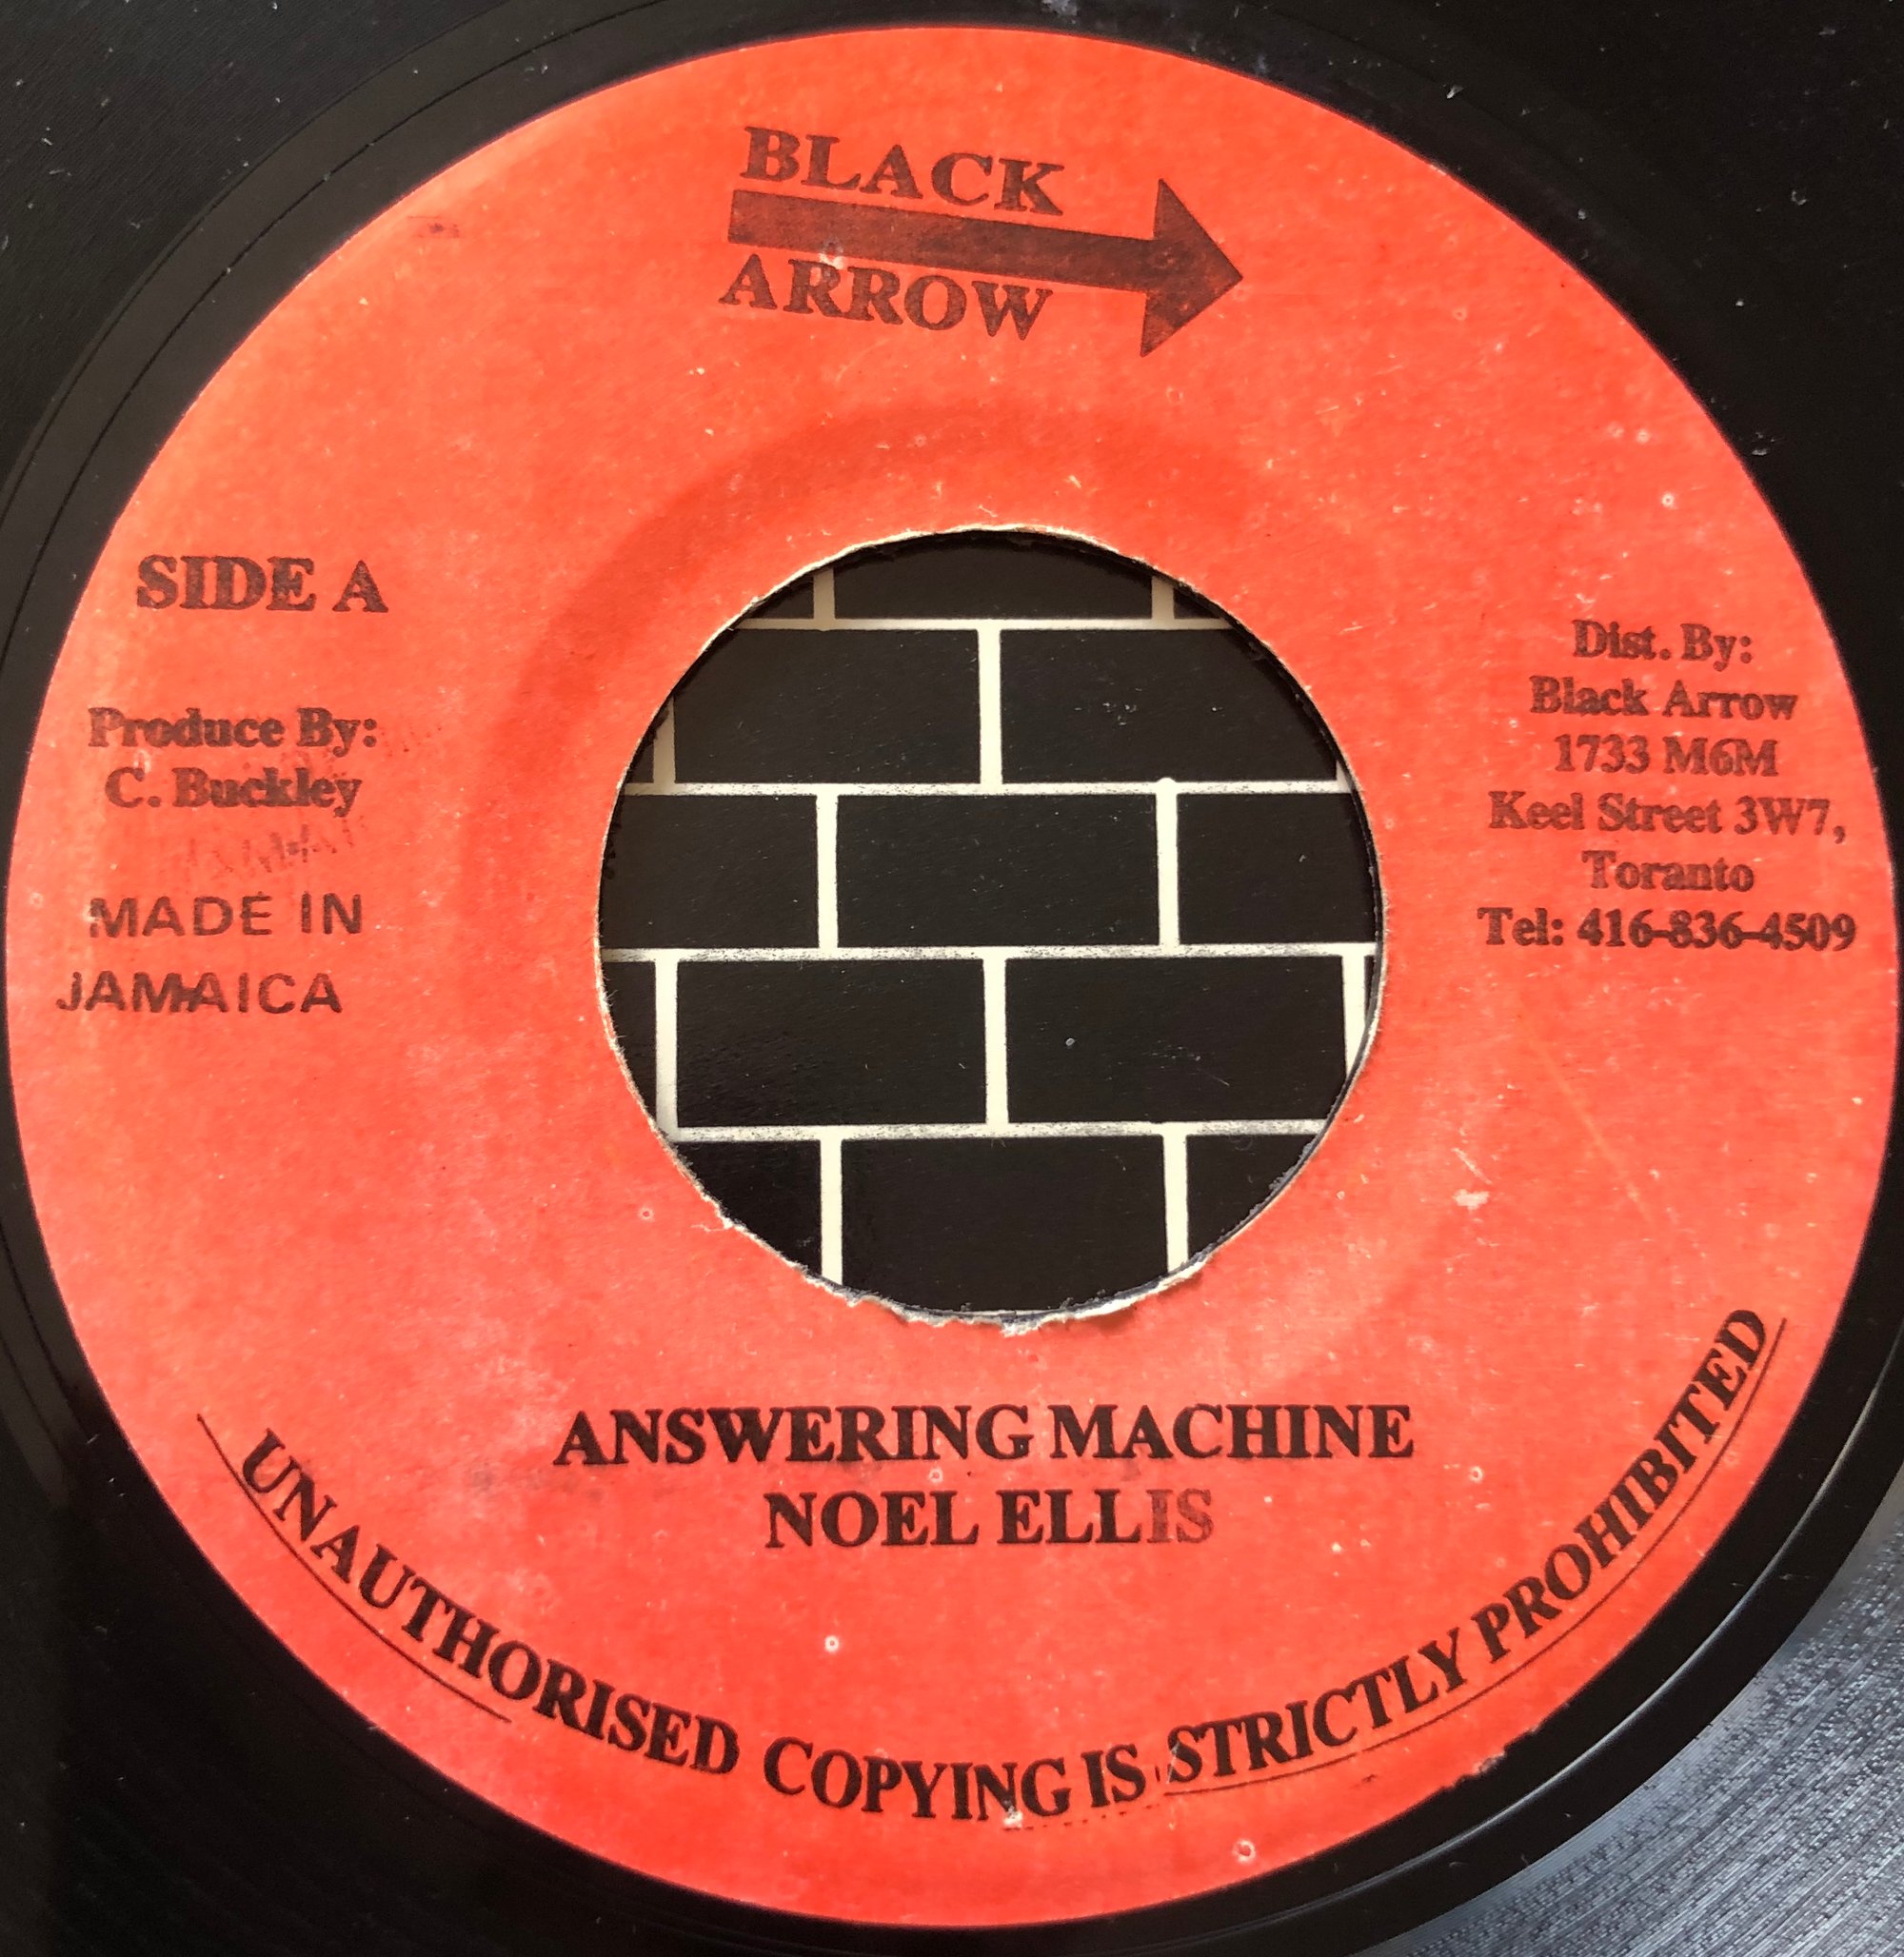 BLACK
ARROW
SIDE A
Produce By:
C. Buckley
MADE IN
JAMAICA
Dist. By:
Black Arrow
1733 M6M
Keel Street 3W7,
Toranto
Tel: 416-836-4509
ANSWERING MACHINE
NOEL ELLIS
UNAUTHORISED COPYING IS STRICTLY PROHIBITED